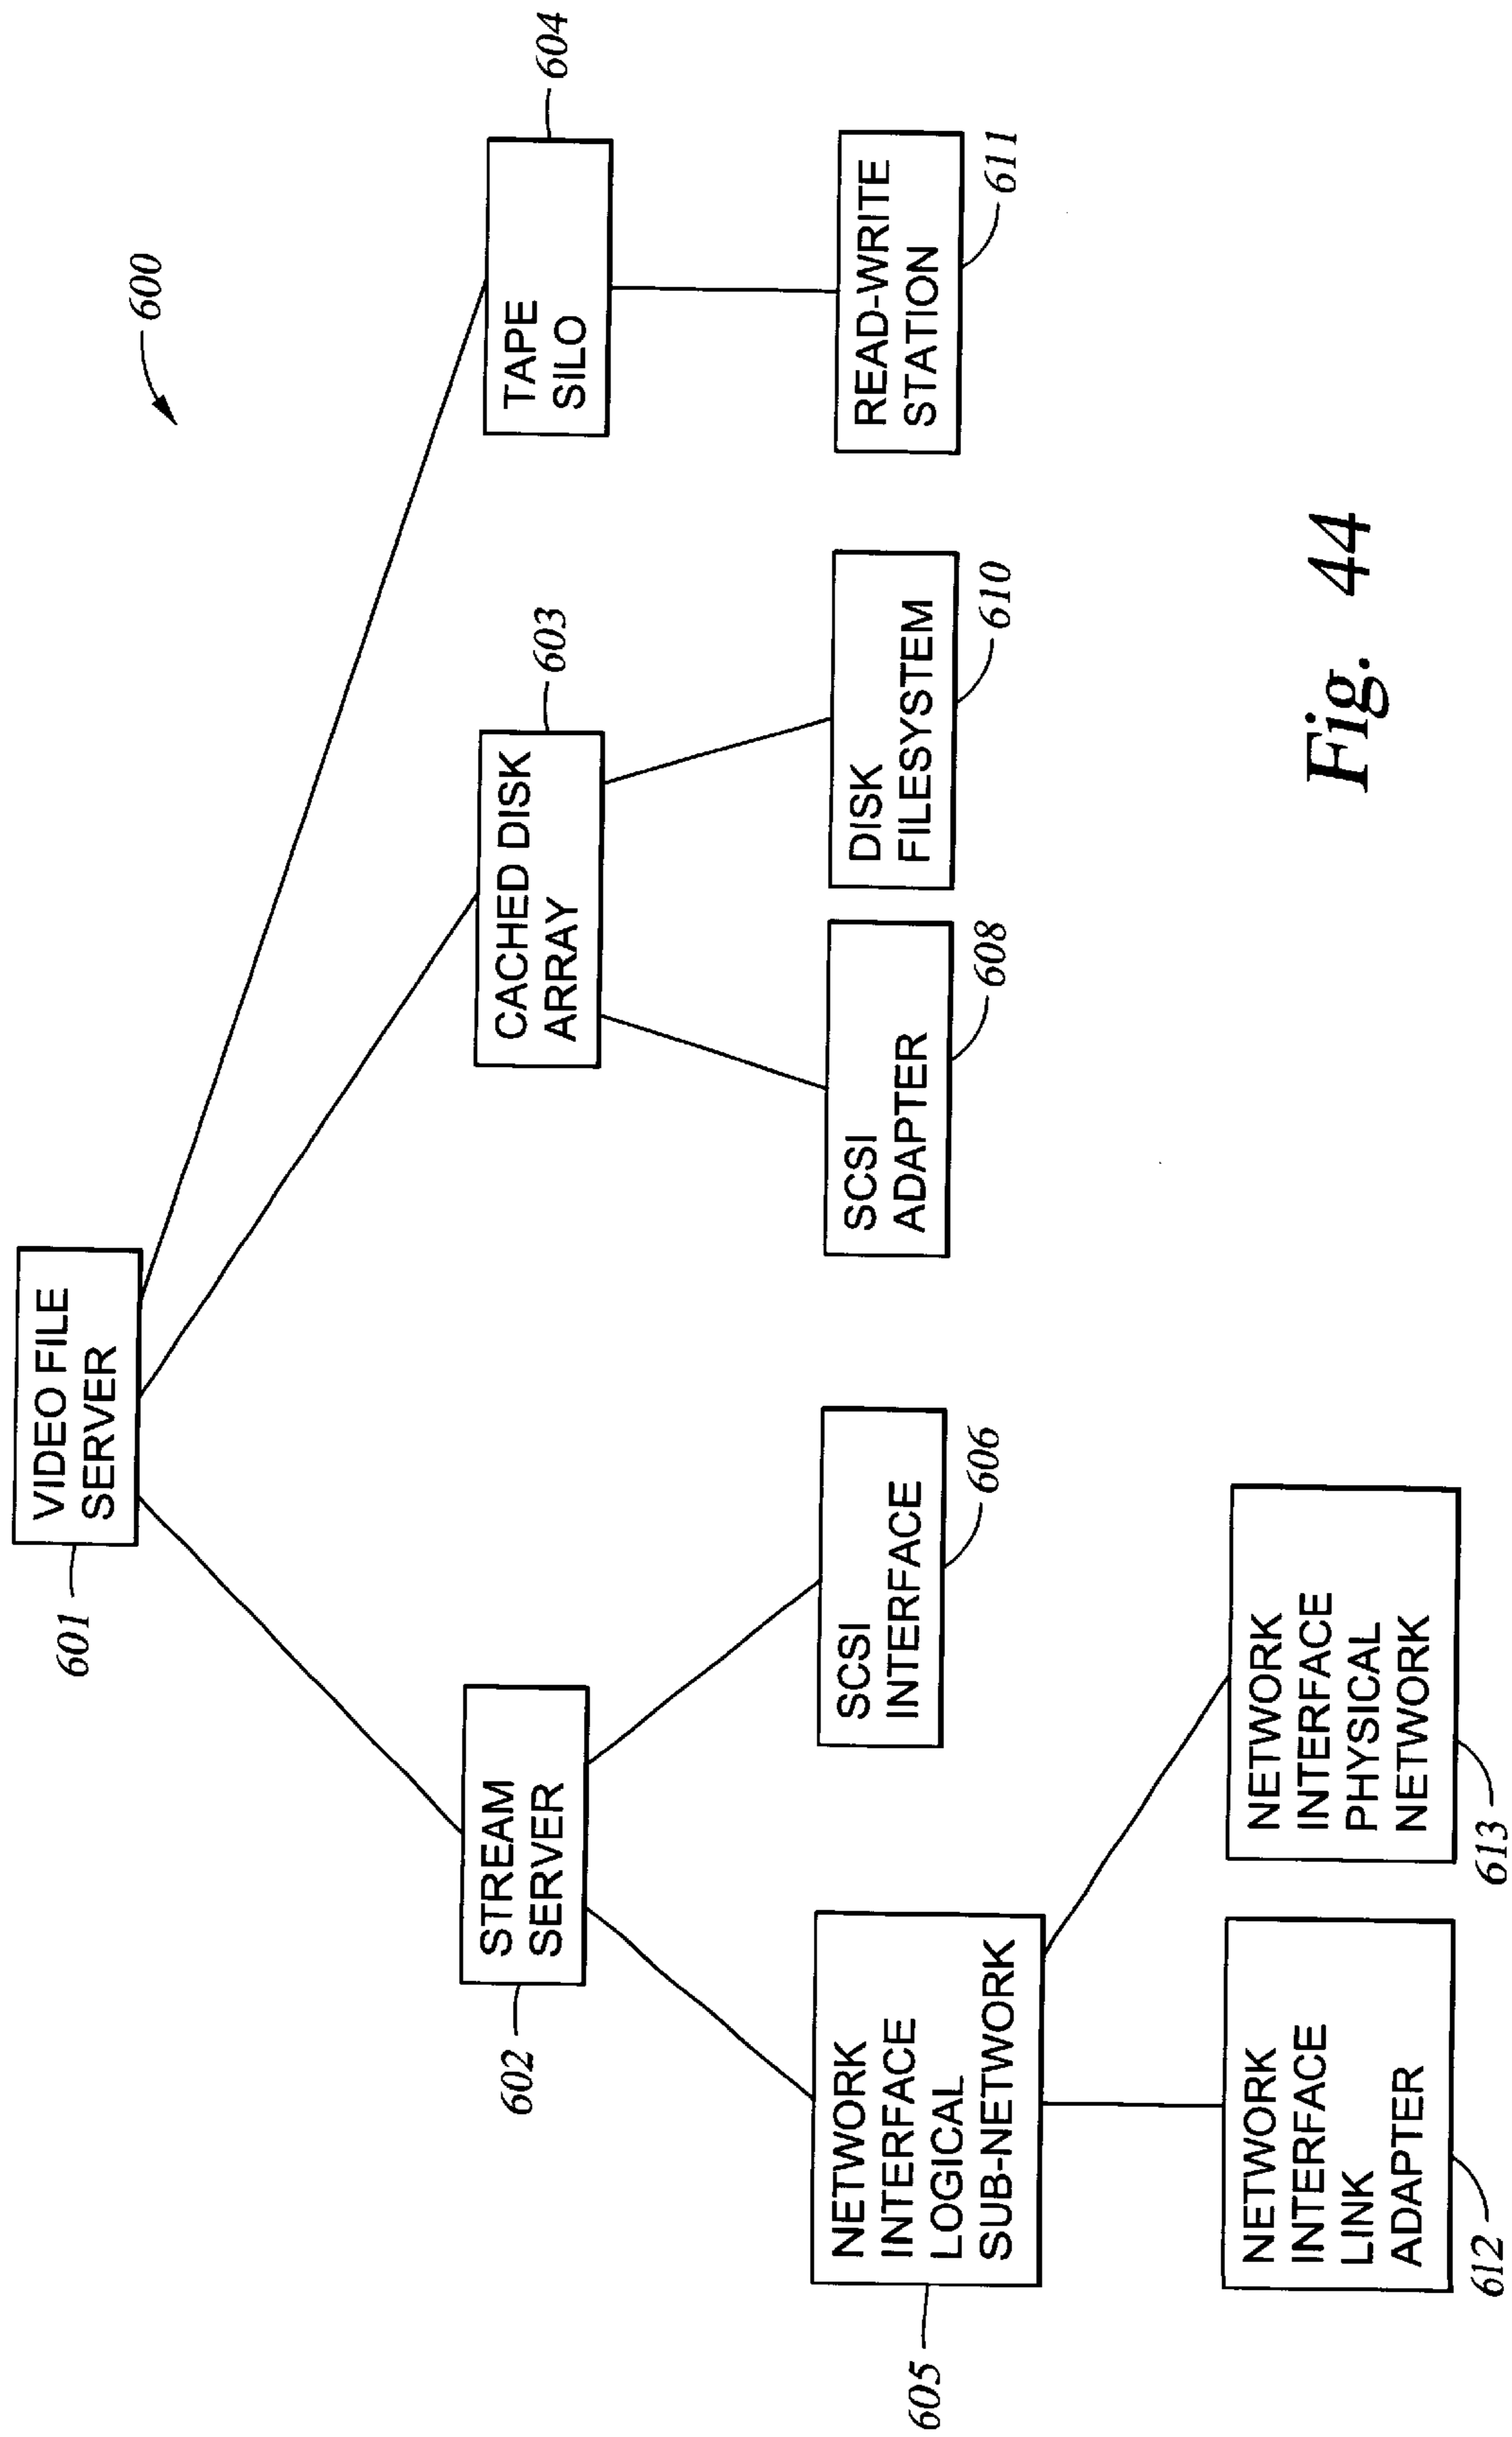 600
VIDEO FILE
SERVER
601
STREAM
SERVER
602
CACHED DISK
ARRAY
603
TAPE
SILO
604
NETWORK
INTERFACE
LOGICAL
SUB-NETWORK
605
SCSI
INTERFACE
606
SCSI
ADAPTER
608
DISK
FILESYSTEM
610
READ-WRITE
STATION
611
NETWORK
INTERFACE
LINK
ADAPTER
612
NETWORK
INTERFACE
PHYSICAL
NETWORK
613
Fig. 44